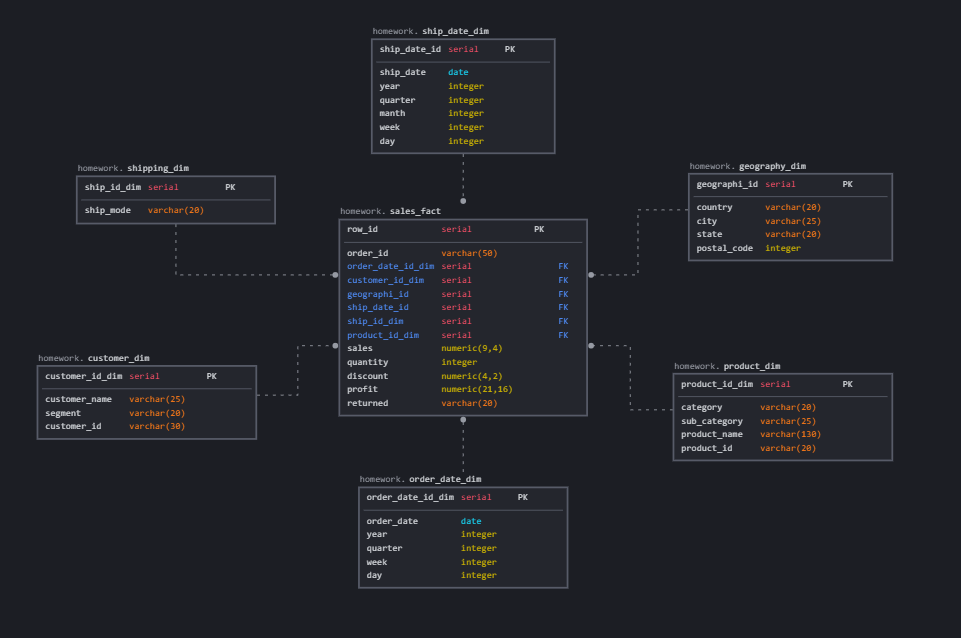 homework. ship_date_dim
ship_date_id serial PK
ship_date date
year integer
quarter integer
manth integer
week integer
day integer
homework. shipping_dim
ship_id_dim serial PK
ship_mode varchar(20)
homework. geography_dim
geographi_id serial PK
country varchar(20)
city varchar(25)
state varchar(20)
postal_code integer
homework. sales_fact
row_id serial PK
order_id varchar(50)
order_date_id_dim serial FK
customer_id_dim serial FK
geographi_id serial FK
ship_date_id serial FK
ship_id_dim serial FK
product_id_dim serial FK
sales numeric(9,4)
quantity integer
discount numeric(4,2)
profit numeric(21,16)
returned varchar(20)
homework. customer_dim
customer_id_dim serial PK
customer_name varchar(25)
segment varchar(20)
customer_id varchar(30)
homework. product_dim
product_id_dim serial PK
category varchar(20)
sub_category varchar(25)
product_name varchar(130)
product_id varchar(20)
homework. order_date_dim
order_date_id_dim serial PK
order_date date
year integer
quarter integer
week integer
day integer